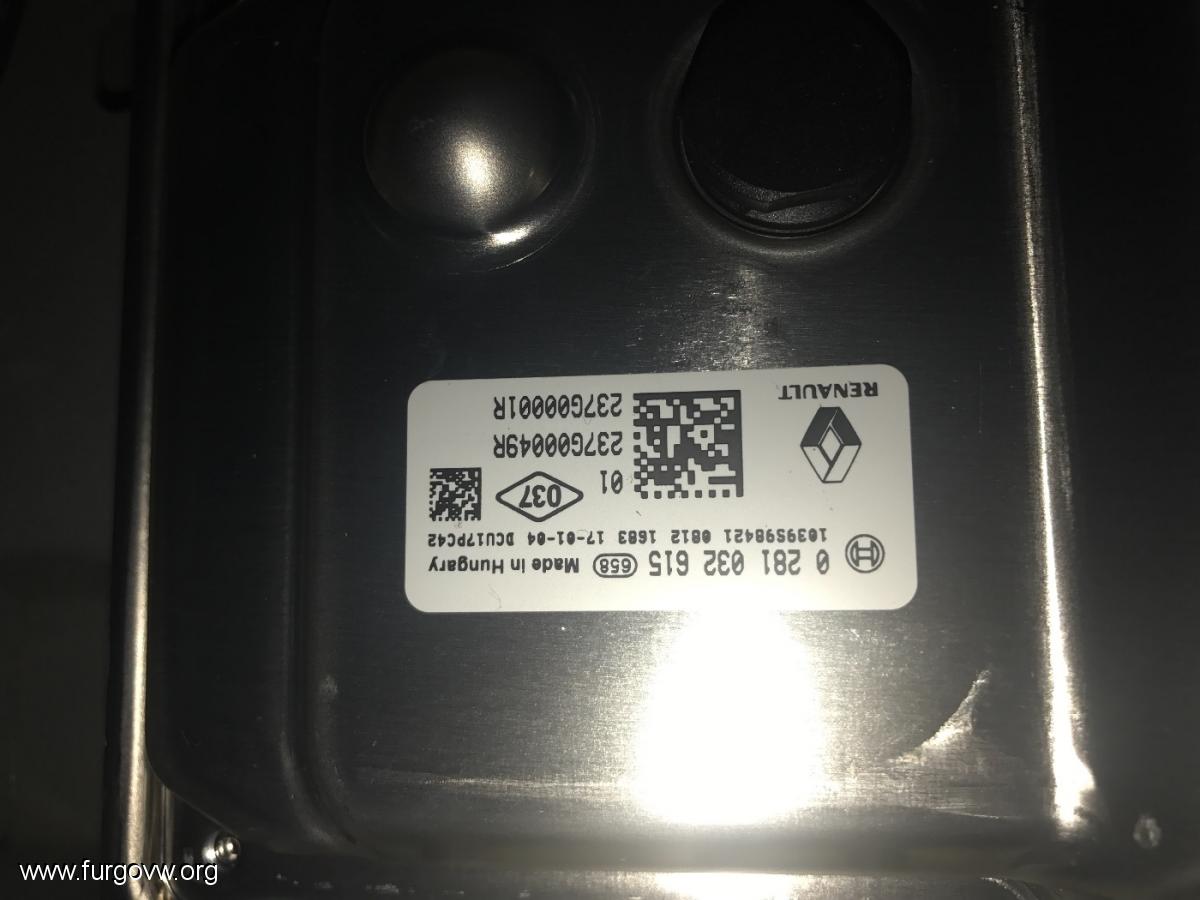 0 281 032 615 658 Made in Hungary
1039S98421 0812 1683 17-01-04 DCU17PC42
01 037
237G00049R
237G00001R
RENAULT
www.furgovw.org